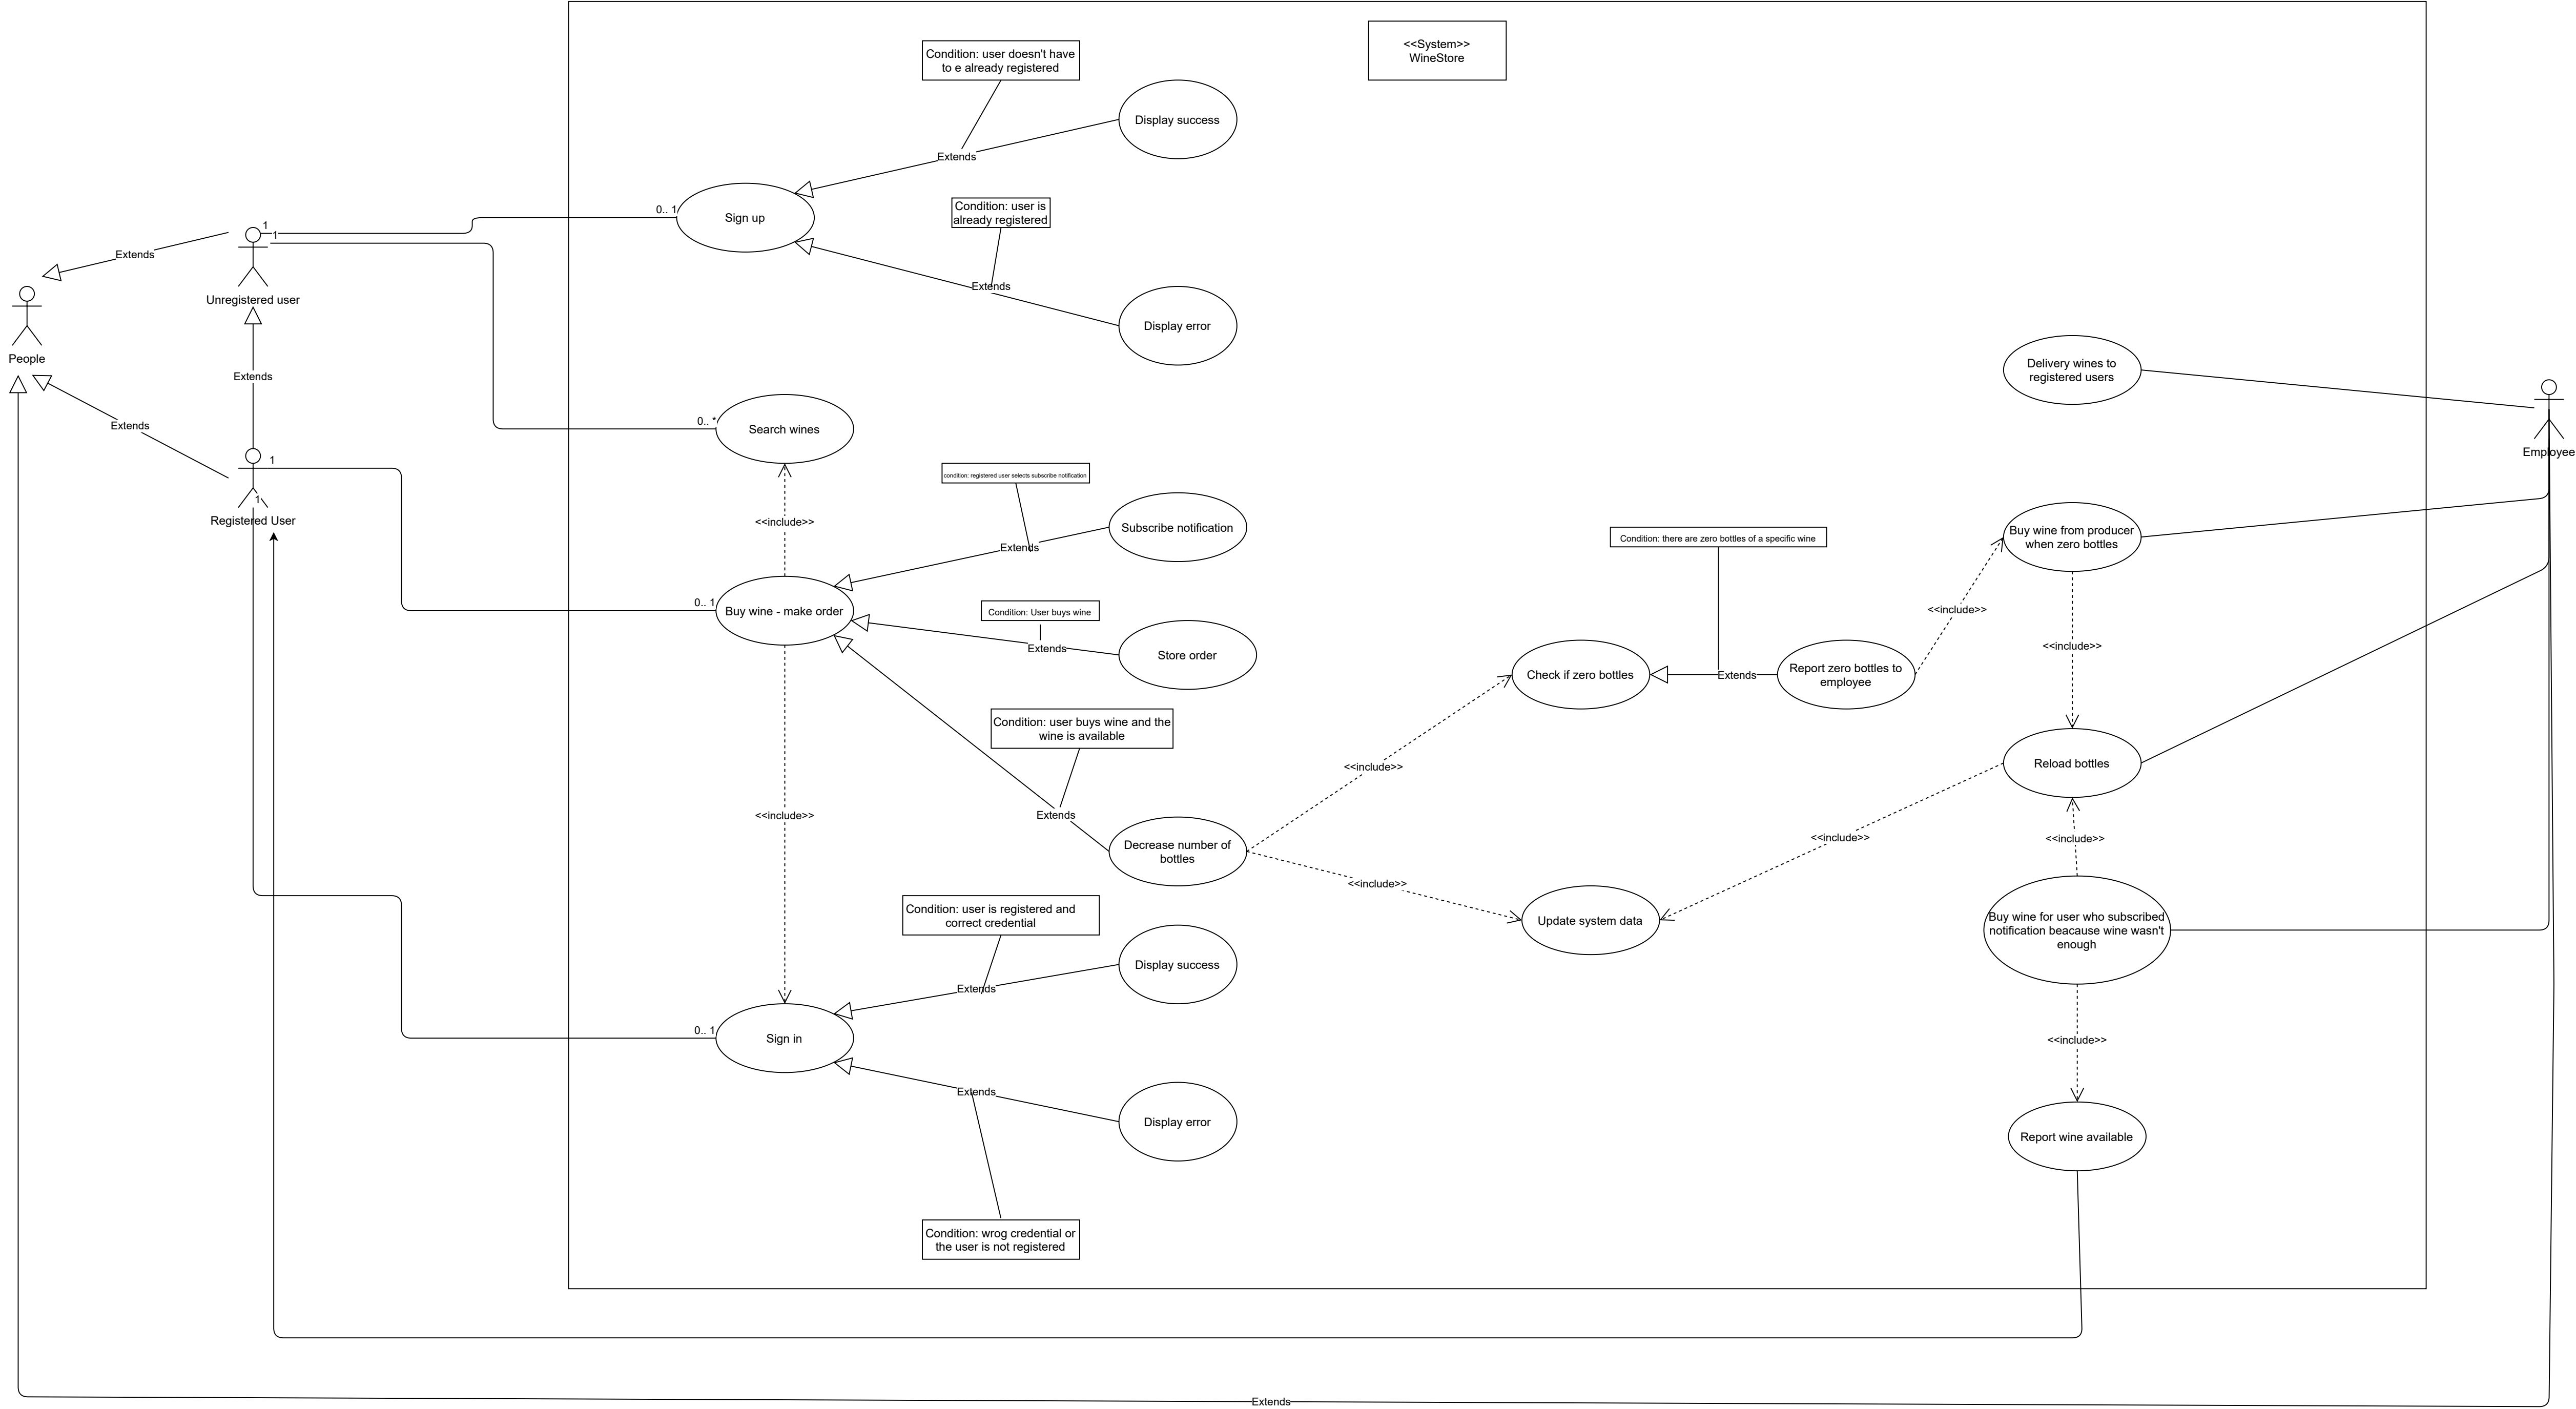 <<System>>
WineStore
Condition: user doesn't have
to e already registered
Display success
Extends
Sign up
0.. 1
Condition: user is
already registered
Extends
Display error
1
1
Extends
Unregistered user
People
Extends
Extends
Registered User
1
1
Search wines
0.. *
<<include>>
condition: registered user selects subscribe notification
Subscribe notification
Extends
Buy wine - make order
0.. 1
Condition: User buys wine
Extends
Store order
Condition: user buys wine and the
wine is available
Extends
Decrease number of
bottles
<<include>>
Condition: user is registered and
correct credential
Display success
Extends
Sign in
0.. 1
Extends
Display error
Condition: wrog credential or
the user is not registered
<<include>>
<<include>>
Check if zero bottles
Condition: there are zero bottles of a specific wine
Extends
Report zero bottles to
employee
<<include>>
Update system data
<<include>>
Delivery wines to
registered users
Employee
Buy wine from producer
when zero bottles
<<include>>
Reload bottles
<<include>>
Buy wine for user who subscribed
notification beacause wine wasn't
enough
<<include>>
Report wine available
Extends